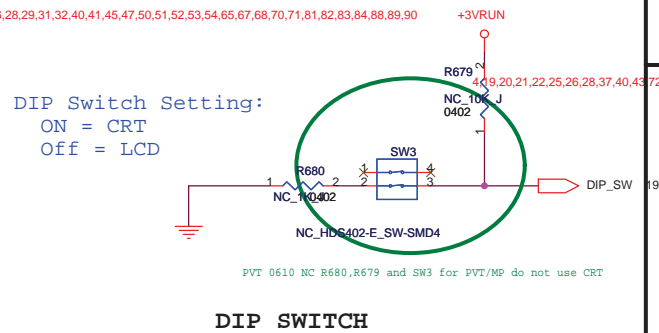 ,28,29,31,32,40,41,45,47,50,51,52,53,54,65,67,68,70,71,81,82,83,84,88,89,90
+3VRUN
R679
2
4,19,20,21,22,25,26,28,37,40,43,72
NC_10K_J
0402
1
DIP Switch Setting:
ON = CRT
Off = LCD
SW3
R680
1 4
1 2 2 3
DIP_SW 19
NC_1K_J 0402
NC_HDS402-E_SW-SMD4
PVT 0610 NC R680,R679 and SW3 for PVT/MP do not use CRT
DIP SWITCH